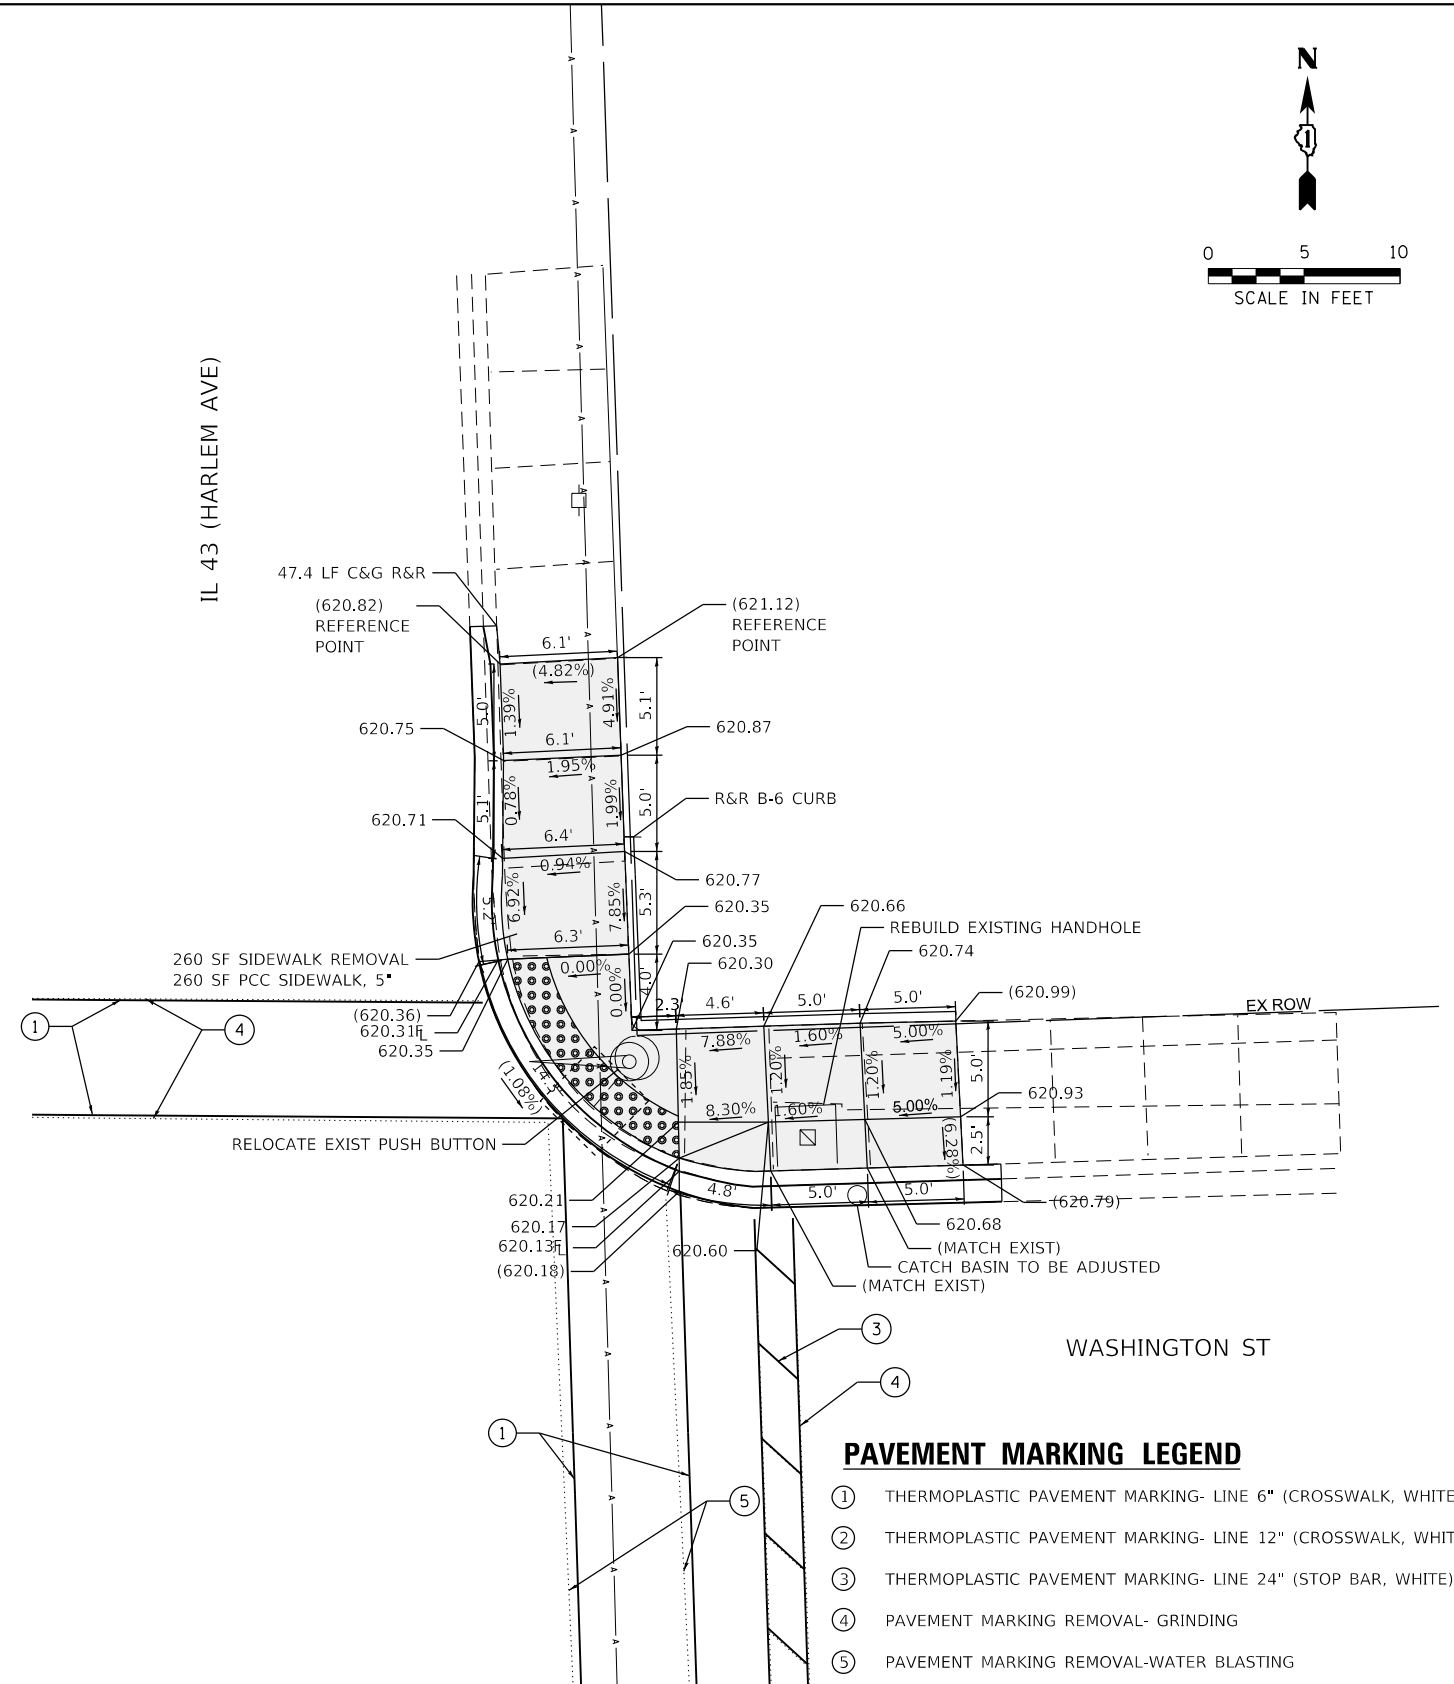 N
0 5 10
SCALE IN FEET
IL 43 (HARLEM AVE)
47.4 LF C&G R&R
(620.82)
REFERENCE
POINT
(621.12)
REFERENCE
POINT
6.1'
(4.82%)
5.0'
1.39%
4.91%
5.1'
620.75
620.87
6.1'
1.95%
5.1'
0.78%
1.99%
5.0'
R&R B-6 CURB
620.71
6.4'
0.94%
620.77
5.2'
6.92%
7.85%
5.3'
620.35
620.66
REBUILD EXISTING HANDHOLE
6.3'
620.35
620.74
260 SF SIDEWALK REMOVAL
260 SF PCC SIDEWALK, 5"
0.00%
0.00%
4.0'
620.30
2.3'
4.6'
5.0'
5.0'
(620.99)
EX ROW
1
4
(620.36)
620.31FL
620.35
7.88%
1.60%
5.00%
1.85%
1.20%
1.20%
1.19%
5.0'
14.3'
(1.08%)
8.30%
1.60%
5.00%
620.93
(6.28%)
2.5'
RELOCATE EXIST PUSH BUTTON
620.21
4.8'
5.0'
5.0'
(620.79)
620.17
620.68
620.13FL
620.60
(MATCH EXIST)
(620.18)
CATCH BASIN TO BE ADJUSTED
(MATCH EXIST)
3
WASHINGTON ST
4
1
5
PAVEMENT MARKING LEGEND
1 THERMOPLASTIC PAVEMENT MARKING- LINE 6" (CROSSWALK, WHITE
2 THERMOPLASTIC PAVEMENT MARKING- LINE 12" (CROSSWALK, WHIT
3 THERMOPLASTIC PAVEMENT MARKING- LINE 24" (STOP BAR, WHITE)
4 PAVEMENT MARKING REMOVAL- GRINDING
5 PAVEMENT MARKING REMOVAL-WATER BLASTING